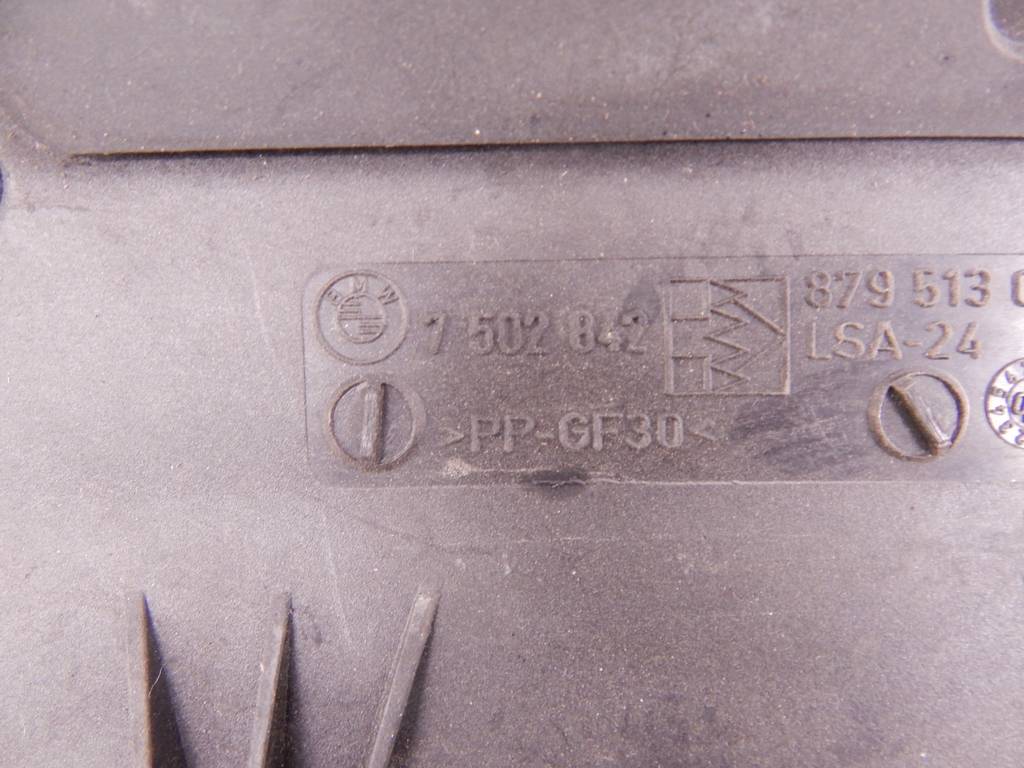 BMW
7 502 842
879 513
LSA-24
>PP-GF30<